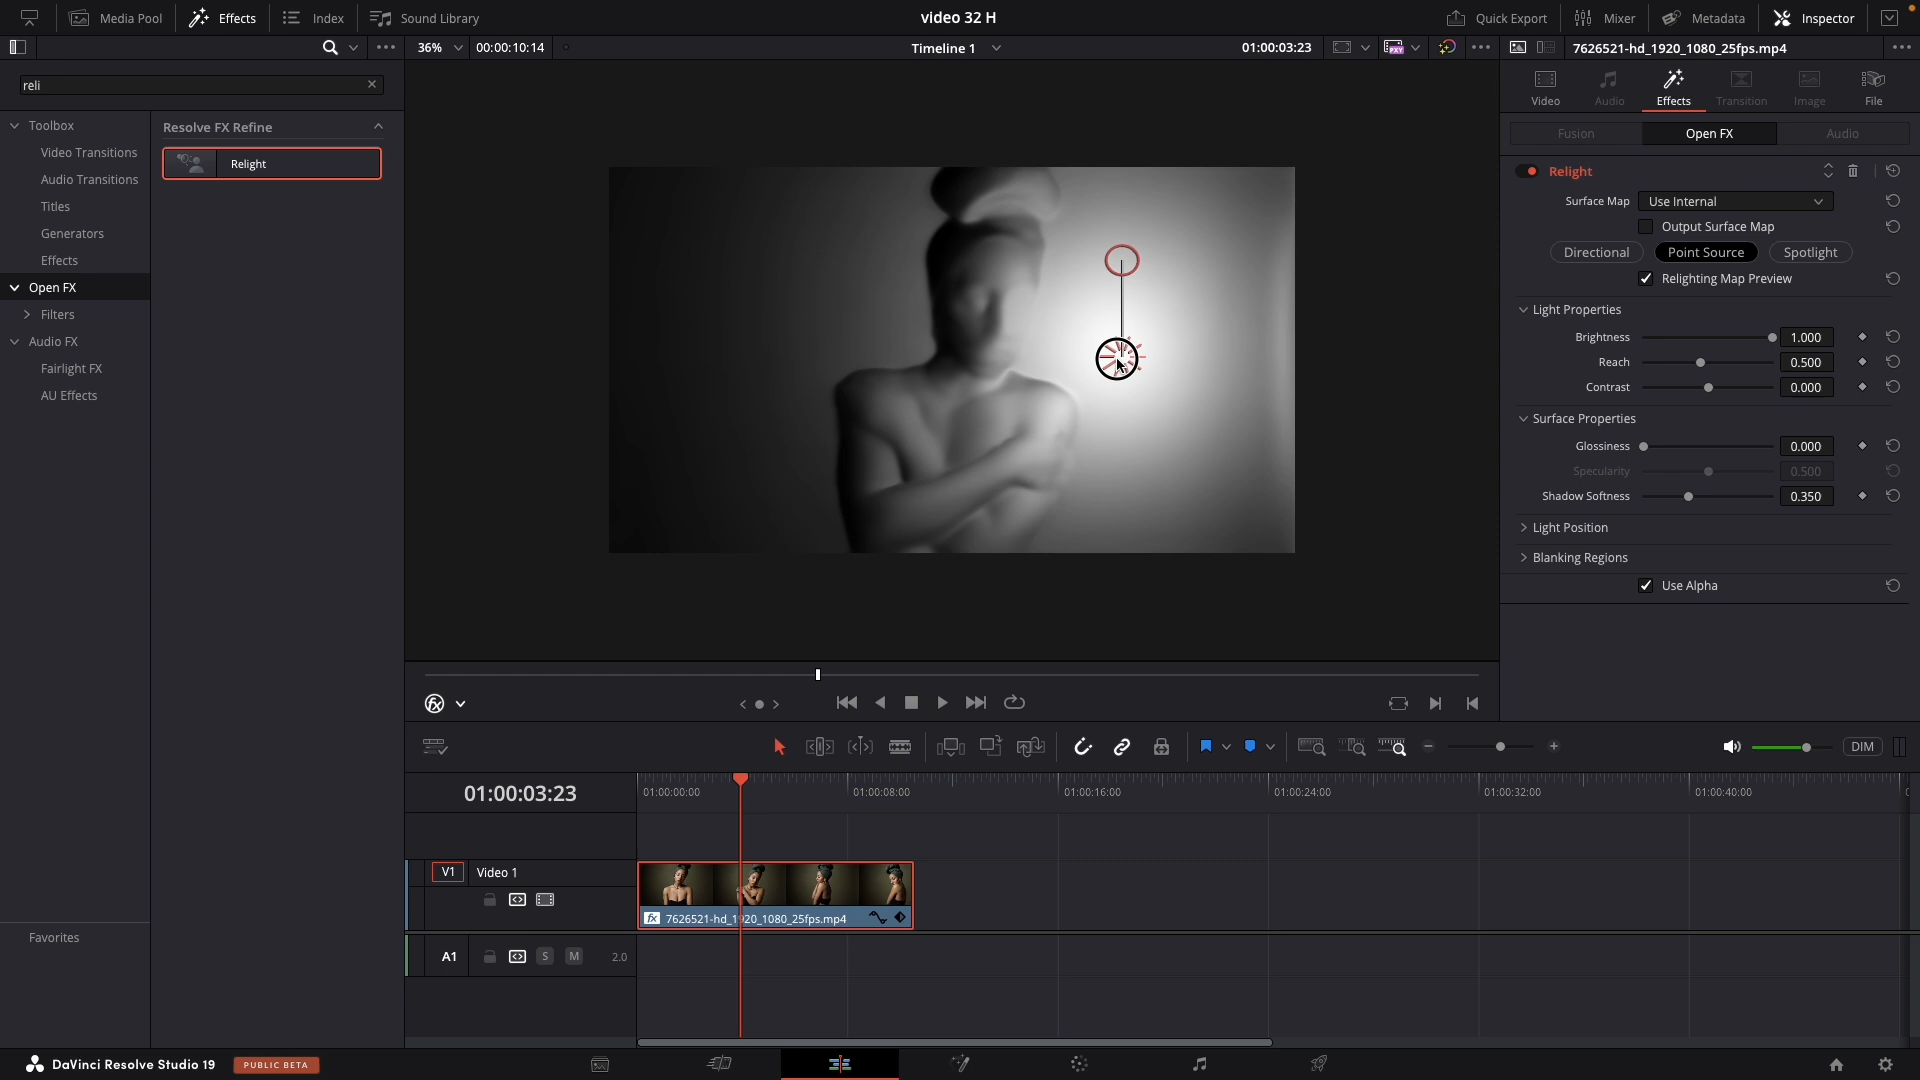 Media Pool
Effects
Index
Sound Library
video 32 H
Quick Export
Mixer
Metadata
Inspector
36%
00:00:10:14
Timeline 1
01:00:03:23
PXY
7626521-hd_1920_1080_25fps.mp4
reli
Toolbox
Video Transitions
Audio Transitions
Titles
Generators
Effects
Open FX
Filters
Audio FX
Fairlight FX
AU Effects
Favorites
Resolve FX Refine
Relight
Video
Audio
Effects
Transition
Image
File
Fusion
Open FX
Audio
Relight
Surface Map
Use Internal
Output Surface Map
Directional
Point Source
Spotlight
Relighting Map Preview
Light Properties
Brightness
1.000
Reach
0.500
Contrast
0.000
Surface Properties
Glossiness
0.000
Specularity
0.500
Shadow Softness
0.350
Light Position
Blanking Regions
Use Alpha
DIM
01:00:03:23
01:00:00:00
01:00:08:00
01:00:16:00
01:00:24:00
01:00:32:00
01:00:40:00
V1
Video 1
fx 7626521-hd_1920_1080_25fps.mp4
A1
S
M
2.0
DaVinci Resolve Studio 19
PUBLIC BETA